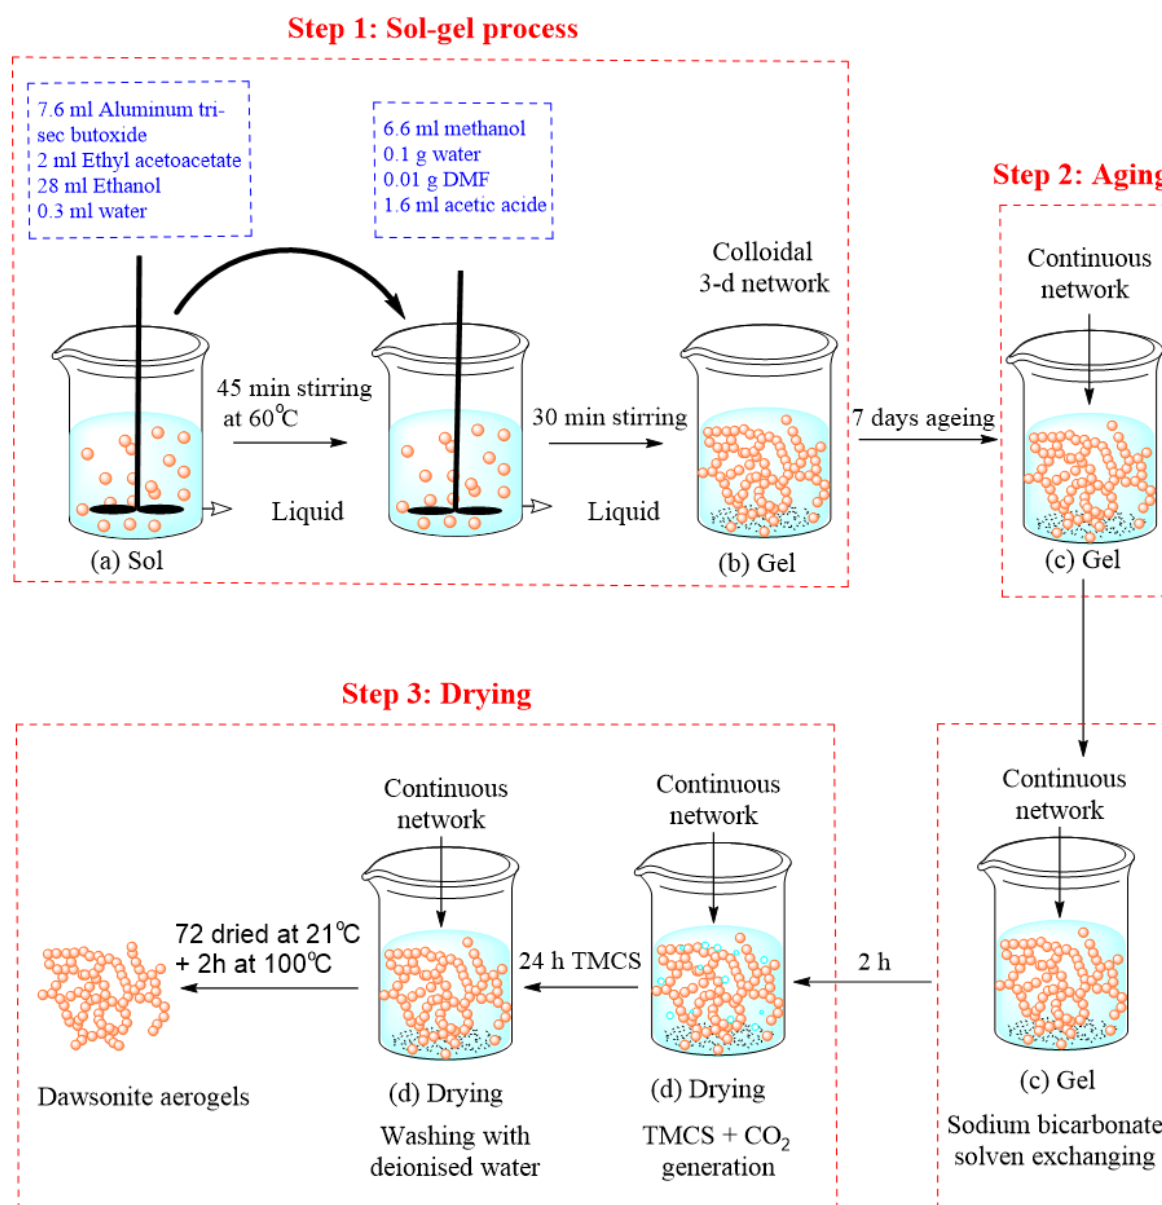 Step 1: Sol-gel process
7.6 ml Aluminum tri-
sec butoxide
2 ml Ethyl acetoacetate
28 ml Ethanol
0.3 ml water
6.6 ml methanol
0.1 g water
0.01 g DMF
1.6 ml acetic acide
Colloidal
3-d network
45 min stirring
at 60°C
30 min stirring
Liquid
Liquid
(a) Sol
(b) Gel
7 days ageing
Step 2: Aging
Continuous
network
(c) Gel
Step 3: Drying
Continuous
network
(c) Gel
Sodium bicarbonate
solven exchanging
2 h
Continuous
network
(d) Drying
TMCS + CO₂
generation
24 h TMCS
Continuous
network
(d) Drying
Washing with
deionised water
72 dried at 21°C
+ 2h at 100°C
Dawsonite aerogels